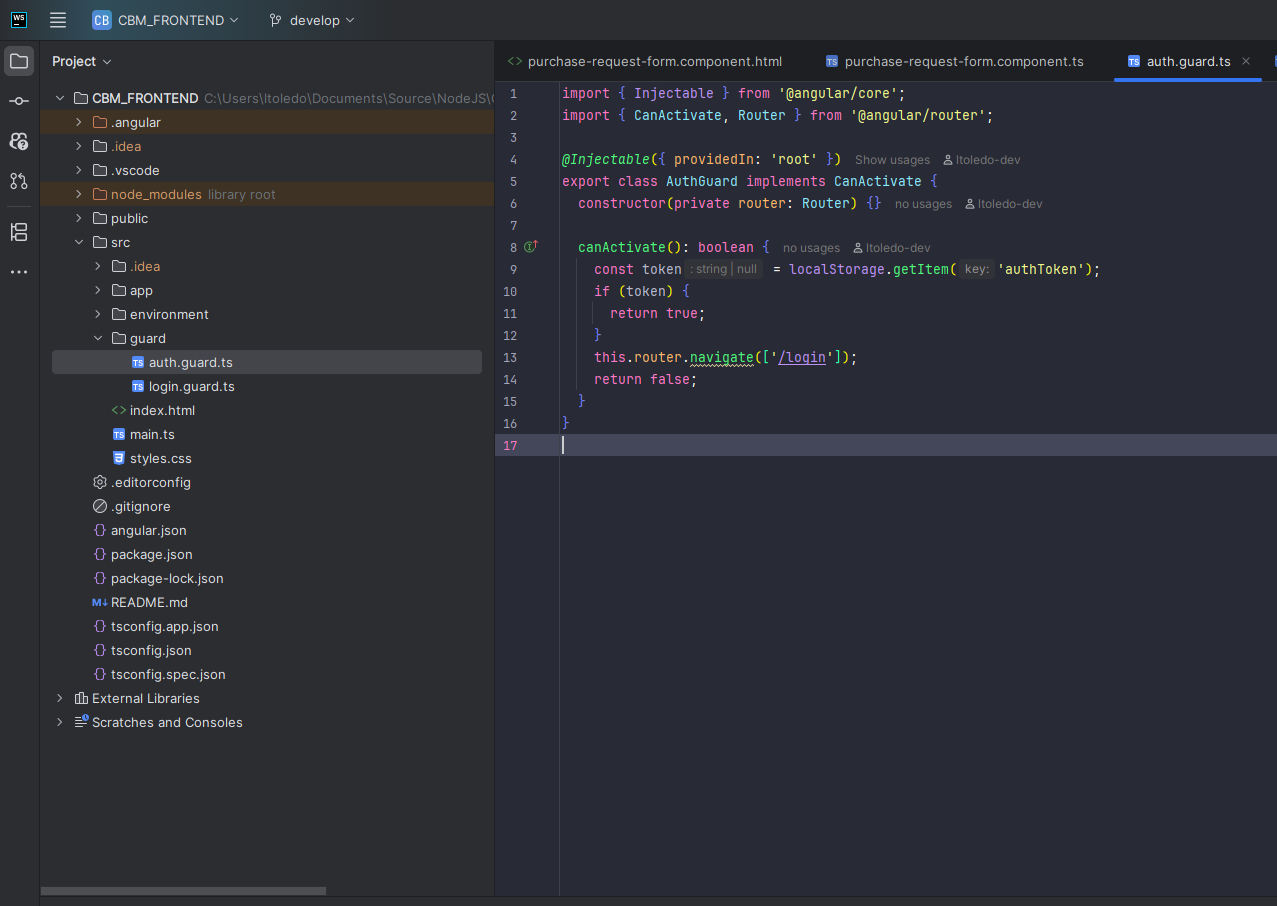 WS
CB CBM_FRONTEND
develop
Project
CBM_FRONTEND C:\Users\ltoledo\Documents\Source\NodeJS\
.angular
.idea
.vscode
node_modules library root
public
src
.idea
app
environment
guard
TS auth.guard.ts
TS login.guard.ts
<> index.html
TS main.ts
styles.css
.editorconfig
.gitignore
{} angular.json
{} package.json
{} package-lock.json
M↓ README.md
{} tsconfig.app.json
{} tsconfig.json
{} tsconfig.spec.json
External Libraries
Scratches and Consoles
<> purchase-request-form.component.html
TS purchase-request-form.component.ts
TS auth.guard.ts ×
1 import { Injectable } from '@angular/core';
2 import { CanActivate, Router } from '@angular/router';
3
4 @Injectable({ providedIn: 'root' }) Show usages ltoledo-dev
5 export class AuthGuard implements CanActivate {
6 constructor(private router: Router) {} no usages ltoledo-dev
7
8 canActivate(): boolean { no usages ltoledo-dev
9 const token : string | null = localStorage.getItem( key: 'authToken');
10 if (token) {
11 return true;
12 }
13 this.router.navigate(['/login']);
14 return false;
15 }
16 }
17